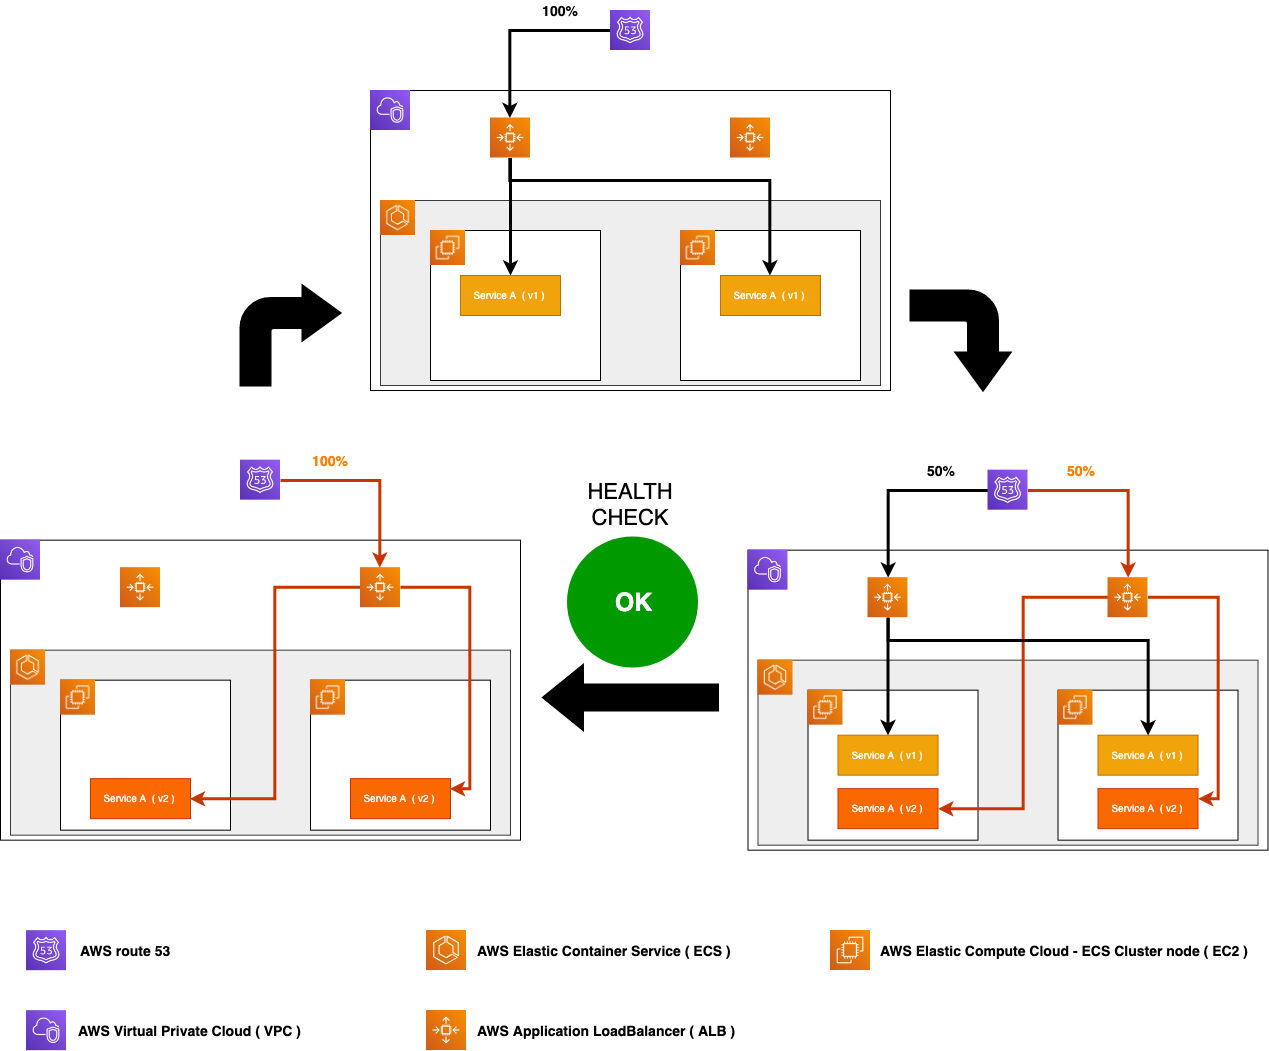 100%
53
Service A ( v1 )
Service A ( v1 )
100%
53
HEALTH
CHECK
OK
50%
53
50%
Service A ( v2 )
Service A ( v2 )
Service A ( v1 )
Service A ( v1 )
Service A ( v2 )
Service A ( v2 )
53
AWS route 53
AWS Elastic Container Service ( ECS )
AWS Elastic Compute Cloud - ECS Cluster node ( EC2 )
AWS Virtual Private Cloud ( VPC )
AWS Application LoadBalancer ( ALB )